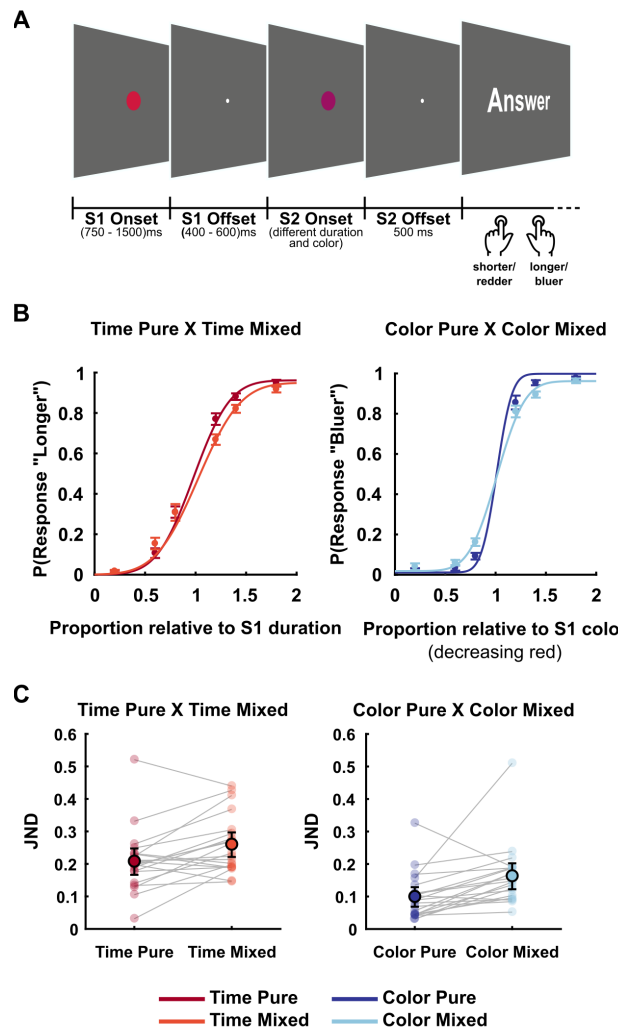 A
Answer
S1 Onset
(750 - 1500)ms
S1 Offset
(400 - 600)ms
S2 Onset
(different duration
and color)
S2 Offset
500 ms
shorter/
redder
longer/
bluer
B
Time Pure X Time Mixed
P(Response "Longer")
1
0.8
0.6
0.4
0.2
0
0 0.5 1 1.5 2
Proportion relative to S1 duration
Color Pure X Color Mixed
P(Response "Bluer")
1
0.8
0.6
0.4
0.2
0
0 0.5 1 1.5 2
Proportion relative to S1 colo
(decreasing red)
C
Time Pure X Time Mixed
JND
0.6
0.5
0.4
0.3
0.2
0.1
0
Time Pure Time Mixed
Color Pure X Color Mixed
JND
0.6
0.5
0.4
0.3
0.2
0.1
0
Color Pure Color Mixed
Time Pure
Time Mixed
Color Pure
Color Mixed